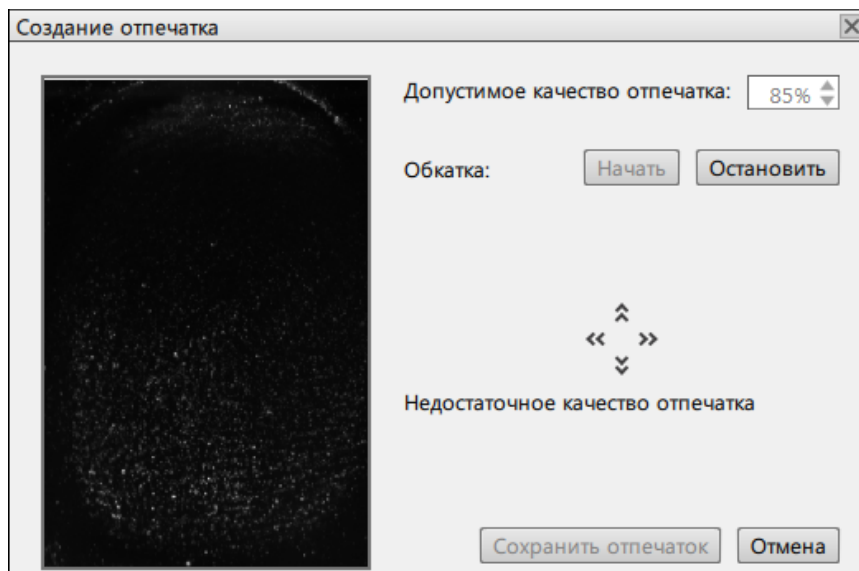 Создание отпечатка
Допустимое качество отпечатка: 85%
Обкатка: Начать Остановить
Недостаточное качество отпечатка
Сохранить отпечаток Отмена